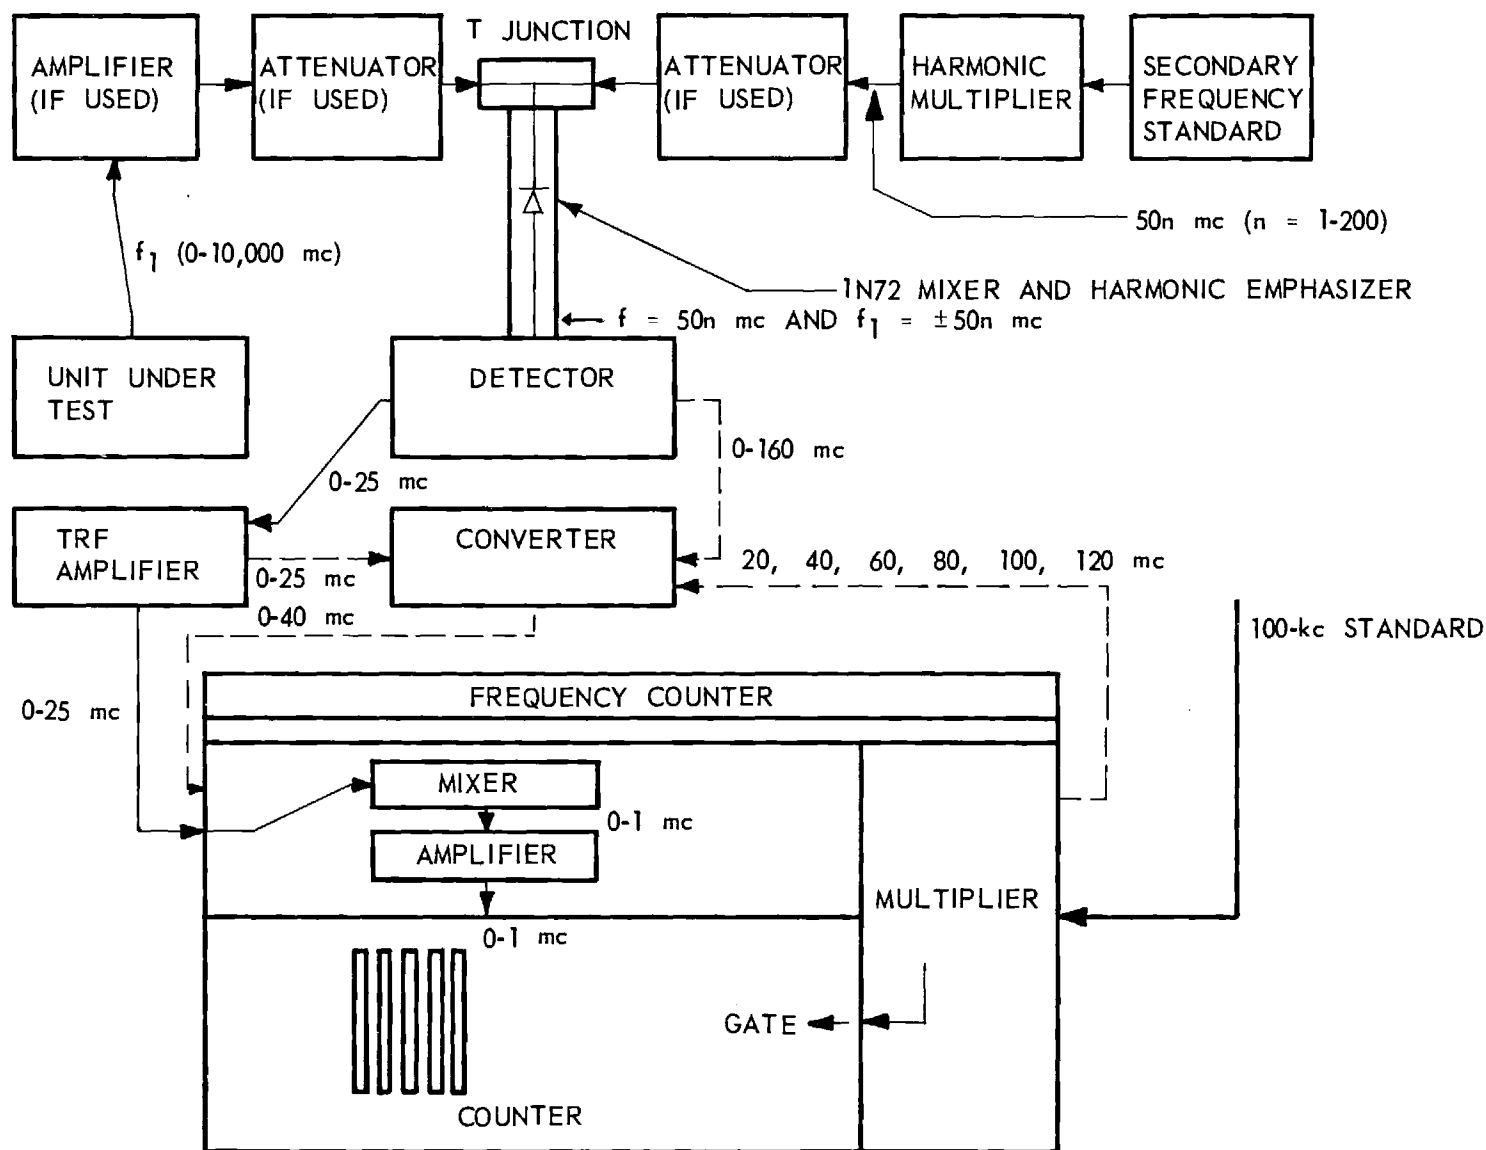 T JUNCTION
AMPLIFIER
(IF USED)
ATTENUATOR
(IF USED)
ATTENUATOR
(IF USED)
HARMONIC
MULTIPLIER
SECONDARY
FREQUENCY
STANDARD
50n mc (n = 1-200)
f1 (0-10,000 mc)
1N72 MIXER AND HARMONIC EMPHASIZER
f = 50n mc AND f1 = ±50n mc
UNIT UNDER
TEST
DETECTOR
0-160 mc
0-25 mc
TRF
AMPLIFIER
CONVERTER
0-25 mc
20, 40, 60, 80, 100, 120 mc
0-40 mc
100-kc STANDARD
0-25 mc
FREQUENCY COUNTER
MIXER
0-1 mc
AMPLIFIER
MULTIPLIER
0-1 mc
GATE
COUNTER